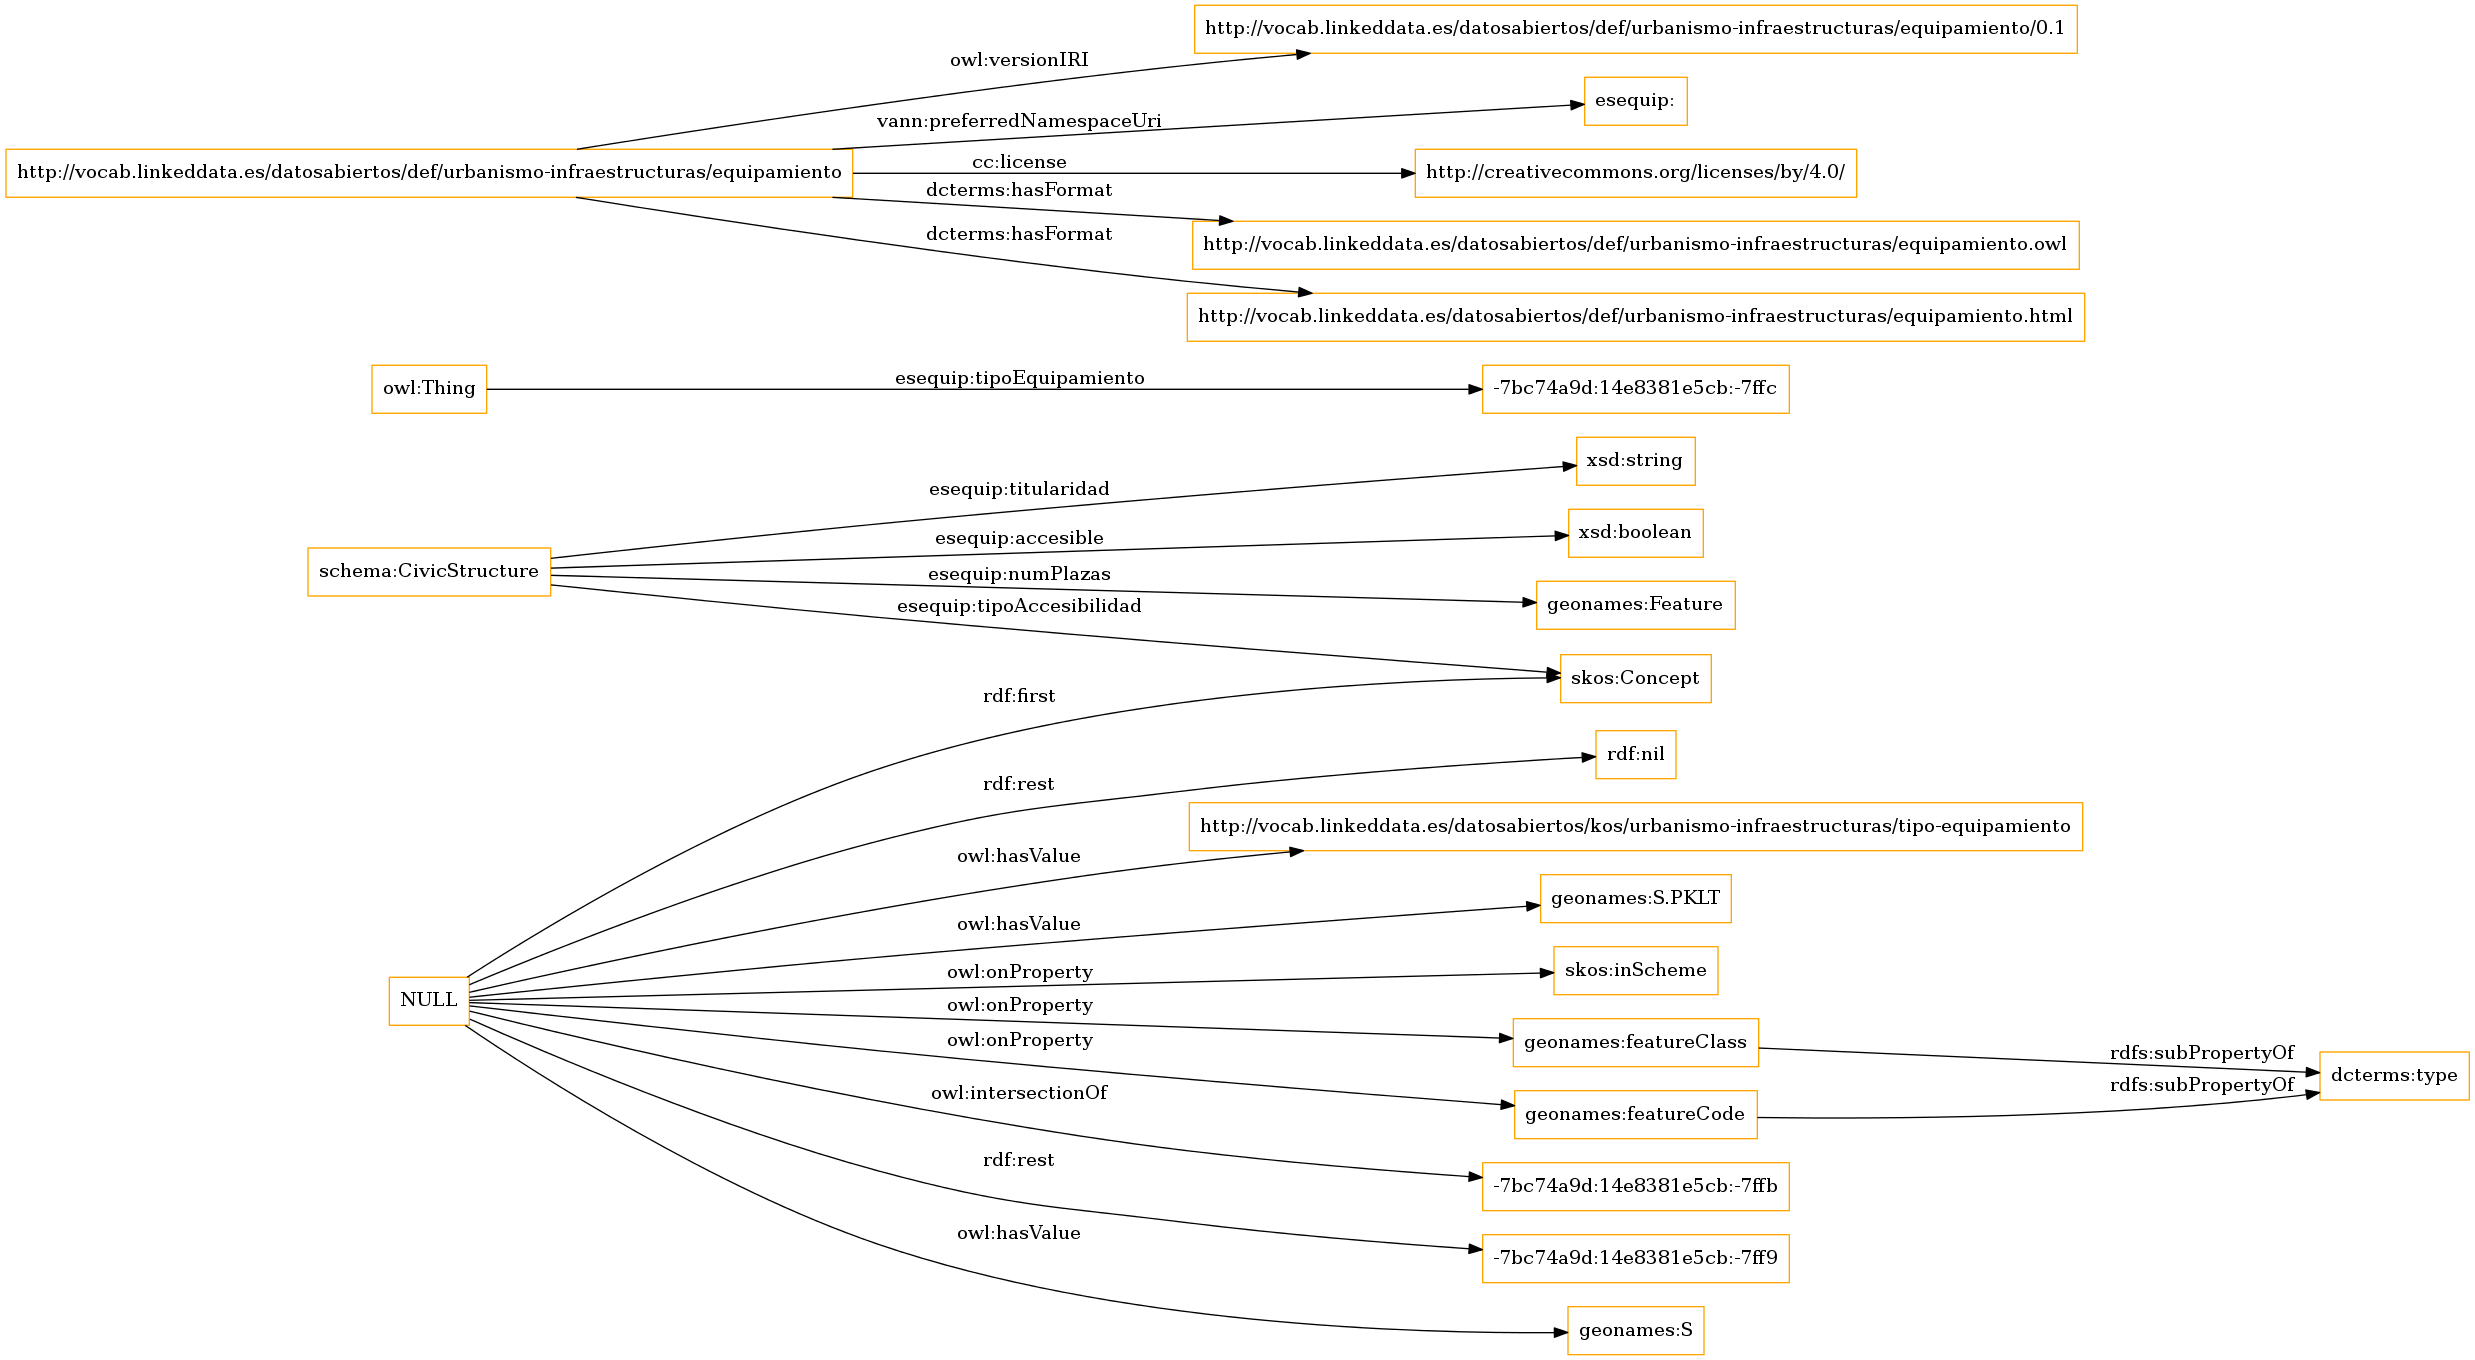 http://vocab.linkeddata.es/datosabiertos/def/urbanismo-infraestructuras/equipamiento/0.1
owl:versionIRI
esequip:
vann:preferredNamespaceUri
http://vocab.linkeddata.es/datosabiertos/def/urbanismo-infraestructuras/equipamiento
cc:license
http://creativecommons.org/licenses/by/4.0/
dcterms:hasFormat
http://vocab.linkeddata.es/datosabiertos/def/urbanismo-infraestructuras/equipamiento.owl
dcterms:hasFormat
http://vocab.linkeddata.es/datosabiertos/def/urbanismo-infraestructuras/equipamiento.html
owl:Thing
esequip:tipoEquipamiento
-7bc74a9d:14e8381e5cb:-7ffc
xsd:string
esequip:titularidad
xsd:boolean
esequip:accesible
schema:CivicStructure
esequip:numPlazas
geonames:Feature
esequip:tipoAccesibilidad
skos:Concept
rdf:first
rdf:nil
rdf:rest
http://vocab.linkeddata.es/datosabiertos/kos/urbanismo-infraestructuras/tipo-equipamiento
owl:hasValue
geonames:S.PKLT
owl:hasValue
skos:inScheme
owl:onProperty
NULL
owl:onProperty
geonames:featureClass
rdfs:subPropertyOf
dcterms:type
owl:onProperty
rdfs:subPropertyOf
geonames:featureCode
owl:intersectionOf
-7bc74a9d:14e8381e5cb:-7ffb
rdf:rest
-7bc74a9d:14e8381e5cb:-7ff9
owl:hasValue
geonames:S